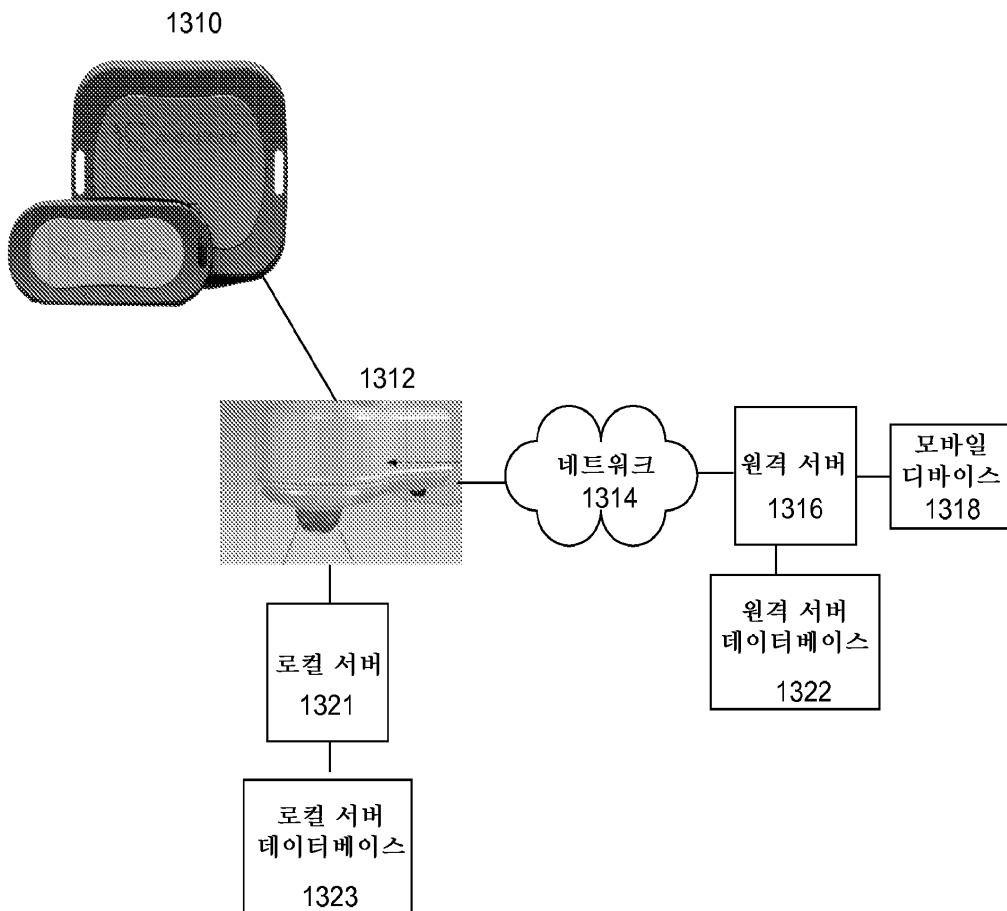 1310
1312
네트워크
1314
원격 서버
1316
모바일
디바이스
1318
원격 서버
데이터베이스
1322
로컬 서버
1321
로컬 서버
데이터베이스
1323